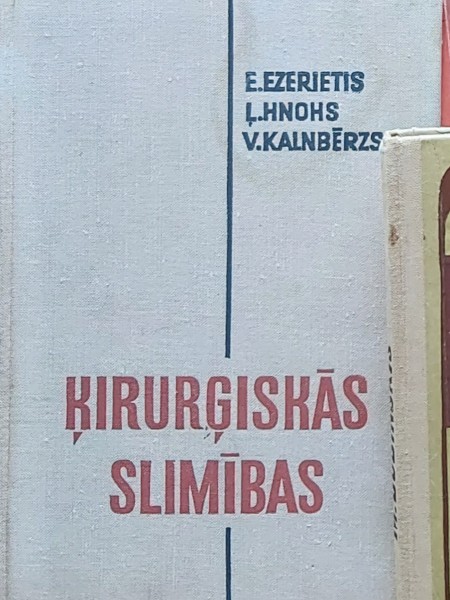 E. EZERIETIS
Ļ. HNOHS
V. KALNBĒRZS
ĶIRURĢISKĀS
SLIMĪBAS